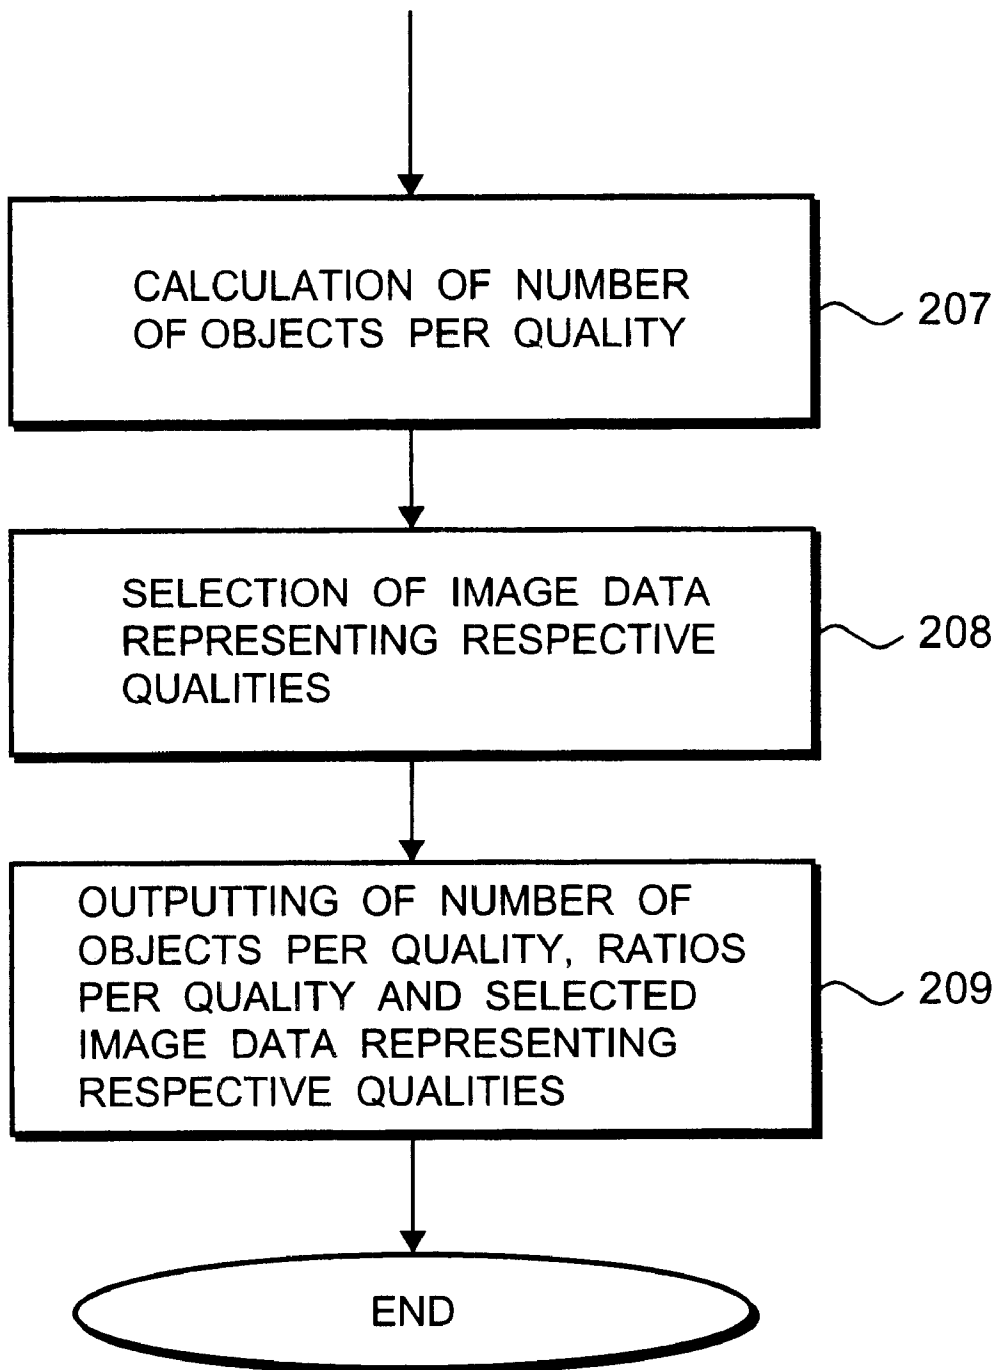 CALCULATION OF NUMBER
OF OBJECTS PER QUALITY
207
SELECTION OF IMAGE DATA
REPRESENTING RESPECTIVE
QUALITIES
208
OUTPUTTING OF NUMBER OF
OBJECTS PER QUALITY, RATIOS
PER QUALITY AND SELECTED
IMAGE DATA REPRESENTING
RESPECTIVE QUALITIES
209
END